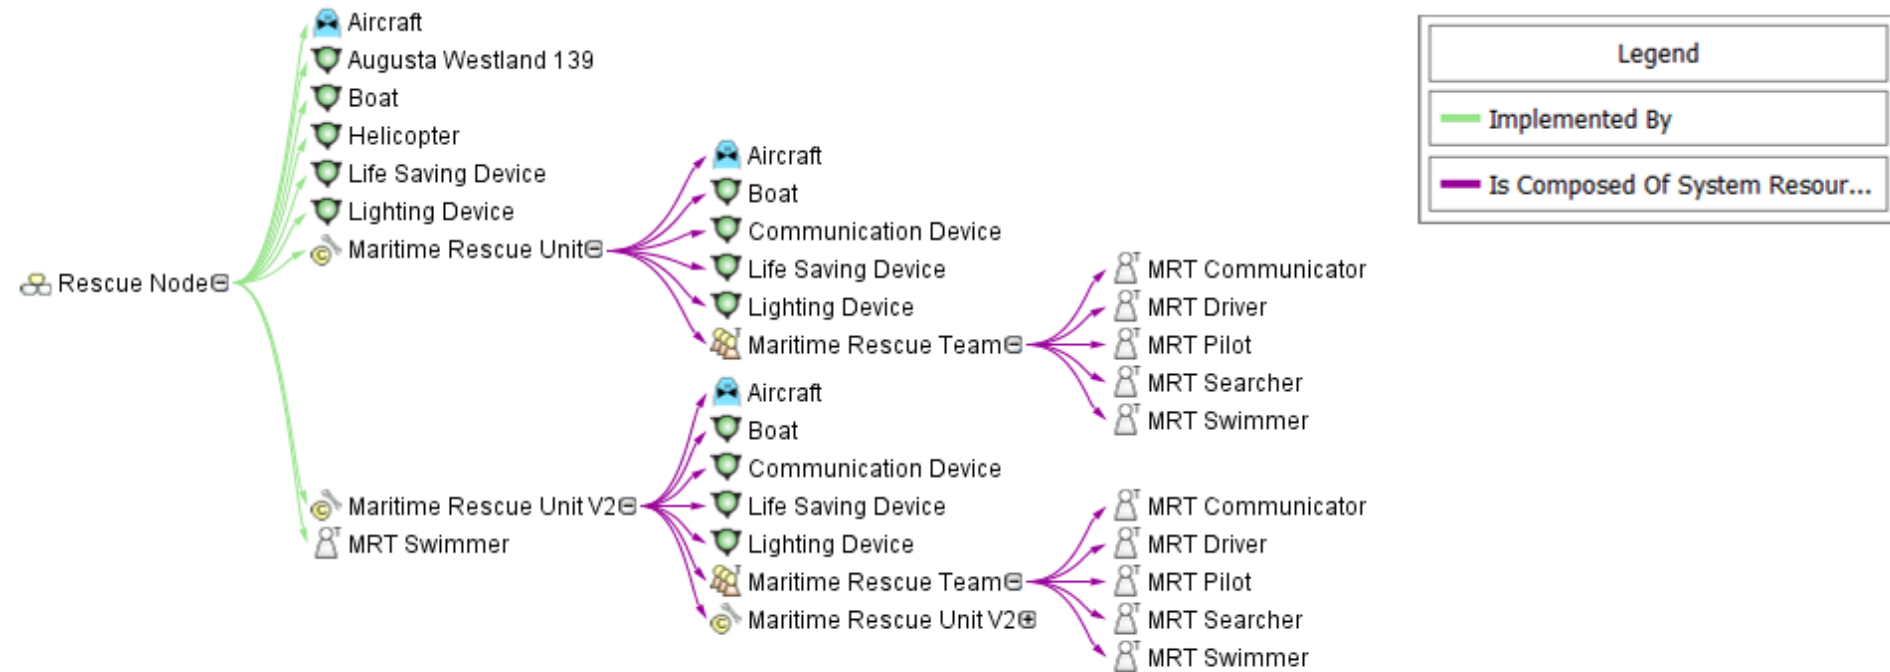 Aircraft
Augusta Westland 139
Boat
Helicopter
Life Saving Device
Lighting Device
Maritime Rescue Unit
Rescue Node
Maritime Rescue Unit V2
MRT Swimmer
Aircraft
Boat
Communication Device
Life Saving Device
Lighting Device
Maritime Rescue Team
Aircraft
Boat
Communication Device
Life Saving Device
Lighting Device
Maritime Rescue Team
Maritime Rescue Unit V2
MRT Communicator
MRT Driver
MRT Pilot
MRT Searcher
MRT Swimmer
MRT Communicator
MRT Driver
MRT Pilot
MRT Searcher
MRT Swimmer
Legend
Implemented By
Is Composed Of System Resour...